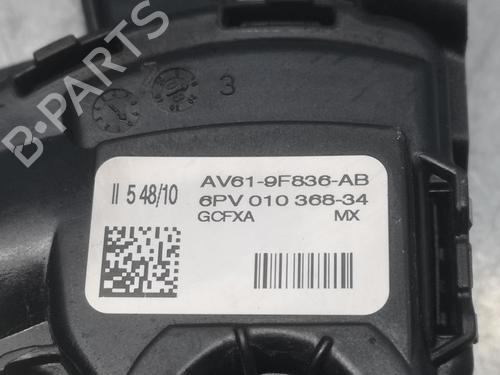 B-PARTS
3
II 5 48/10
AV61-9F836-AB
6PV 010 368-34
GCFXA MX